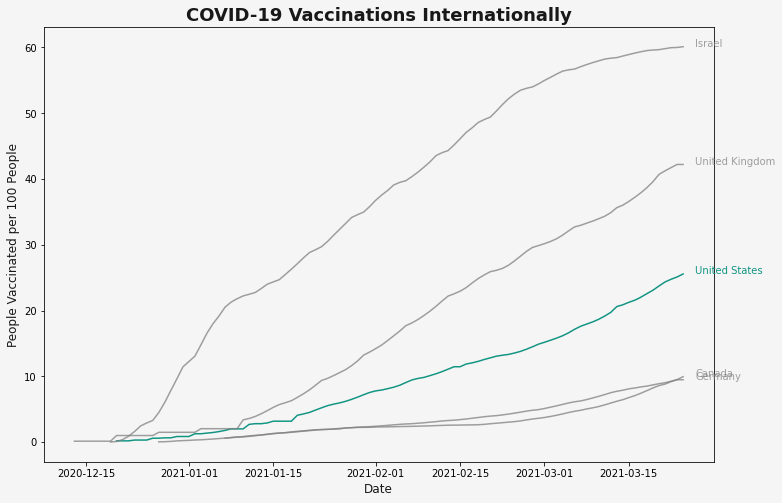 COVID-19 Vaccinations Internationally
People Vaccinated per 100 People
60
50
40
30
20
10
0
Israel
United Kingdom
United States
Canada
Germany
2020-12-15
2021-01-01
2021-01-15
2021-02-01
2021-02-15
2021-03-01
2021-03-15
Date